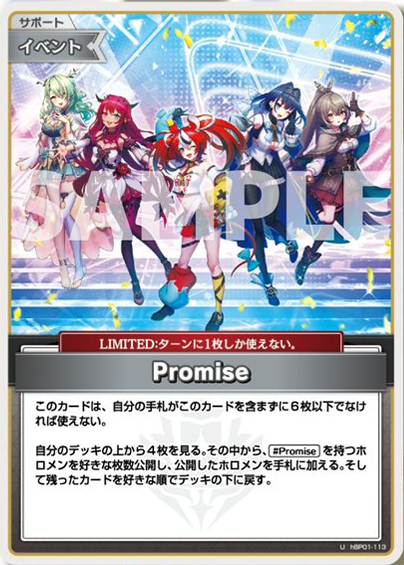 サポート
イベント
SAMPLE
LIMITED:ターンに1枚しか使えない。
Promise
このカードは、自分の手札がこのカードを含まずに6枚以下でなけ
れば使えない。
自分のデッキの上から4枚を見る。その中から、#Promiseを持つホ
ロメンを好きな枚数公開し、公開したホロメンを手札に加える。そし
て残ったカードを好きな順でデッキの下に戻す。
U hBP01-113